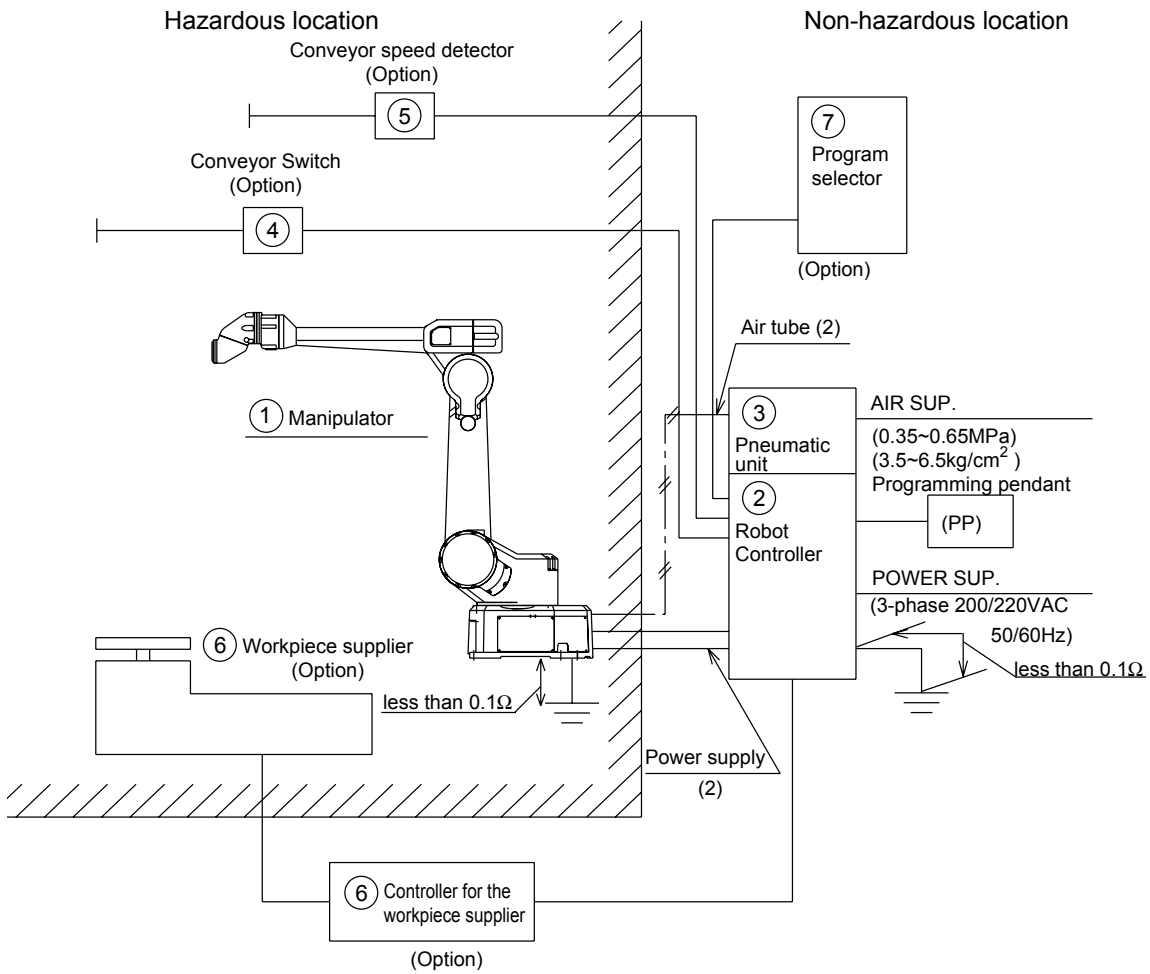 Hazardous location
Non-hazardous location
Conveyor speed detector
(Option)
5
7
Program
selector
(Option)
Conveyor Switch
(Option)
4
Air tube (2)
1 Manipulator
3
Pneumatic
unit
AIR SUP.
(0.35~0.65MPa)
(3.5~6.5kg/cm²)
Programming pendant
(PP)
2
Robot
Controller
POWER SUP.
(3-phase 200/220VAC
50/60Hz)
less than 0.1Ω
6 Workpiece supplier
(Option)
less than 0.1Ω
Power supply
(2)
6 Controller for the
workpiece supplier
(Option)